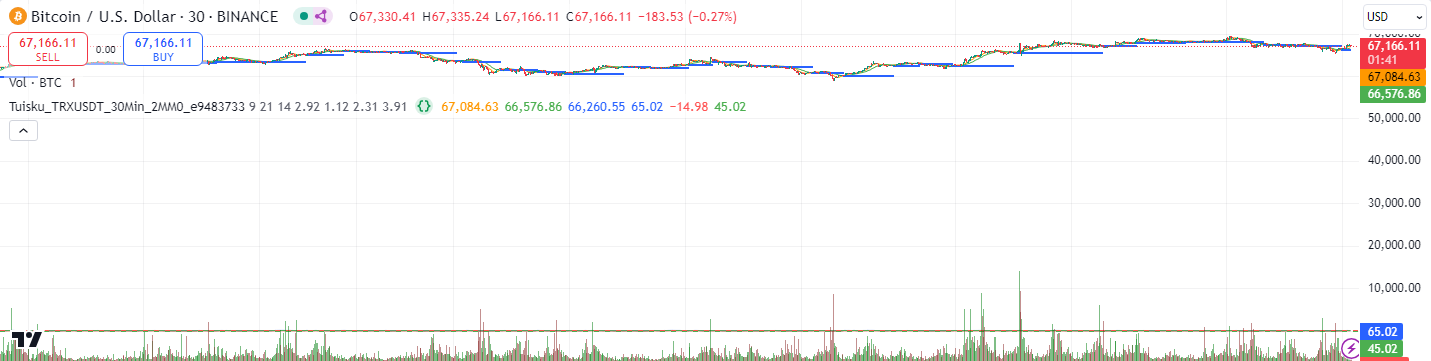 Bitcoin / U.S. Dollar · 30 · BINANCE O67,330.41 H67,335.24 L67,166.11 C67,166.11 −183.53 (−0.27%) USD
67,166.11 0.00 67,166.11
SELL BUY
70,000.00
67,166.11
01:41
67,084.63
Vol · BTC 1
66,576.86
Tuisku_TRXUSDT_30Min_2MM0_e9483733 9 21 14 2.92 1.12 2.31 3.91 67,084.63 66,576.86 66,260.55 65.02 −14.98 45.02
50,000.00
40,000.00
30,000.00
20,000.00
10,000.00
65.02
45.02